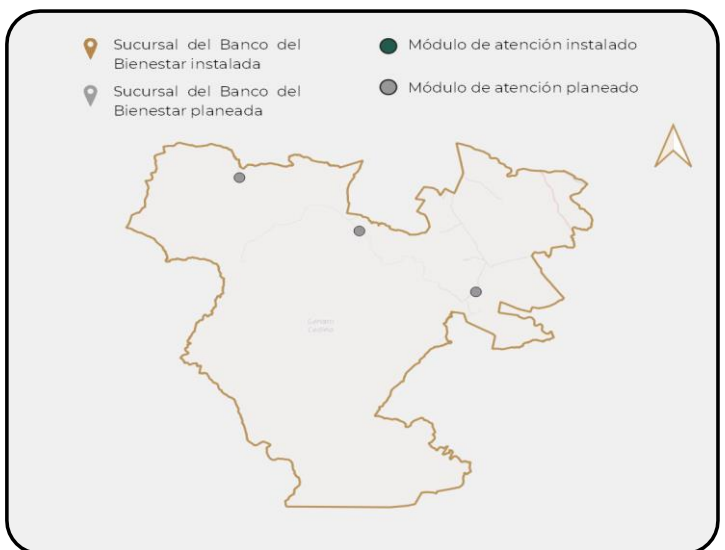 Sucursal del Banco del
Bienestar instalada
Sucursal del Banco del
Bienestar planeada
Módulo de atención instalado
Módulo de atención planeado